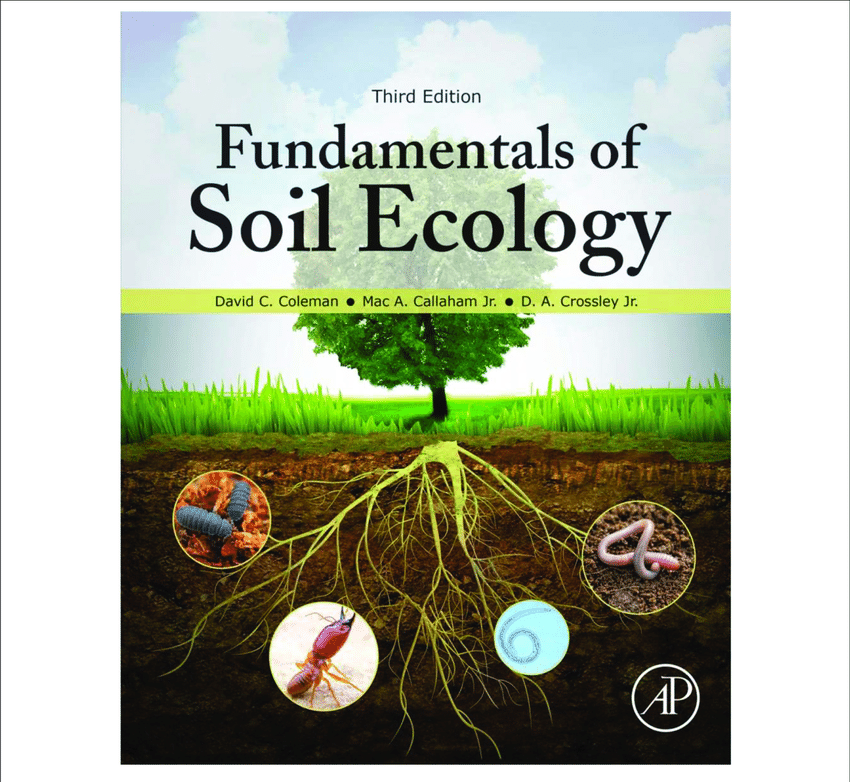 Third Edition
Fundamentals of
Soil Ecology
David C. Coleman ● Mac A. Callaham Jr. ● D. A. Crossley Jr.
AP